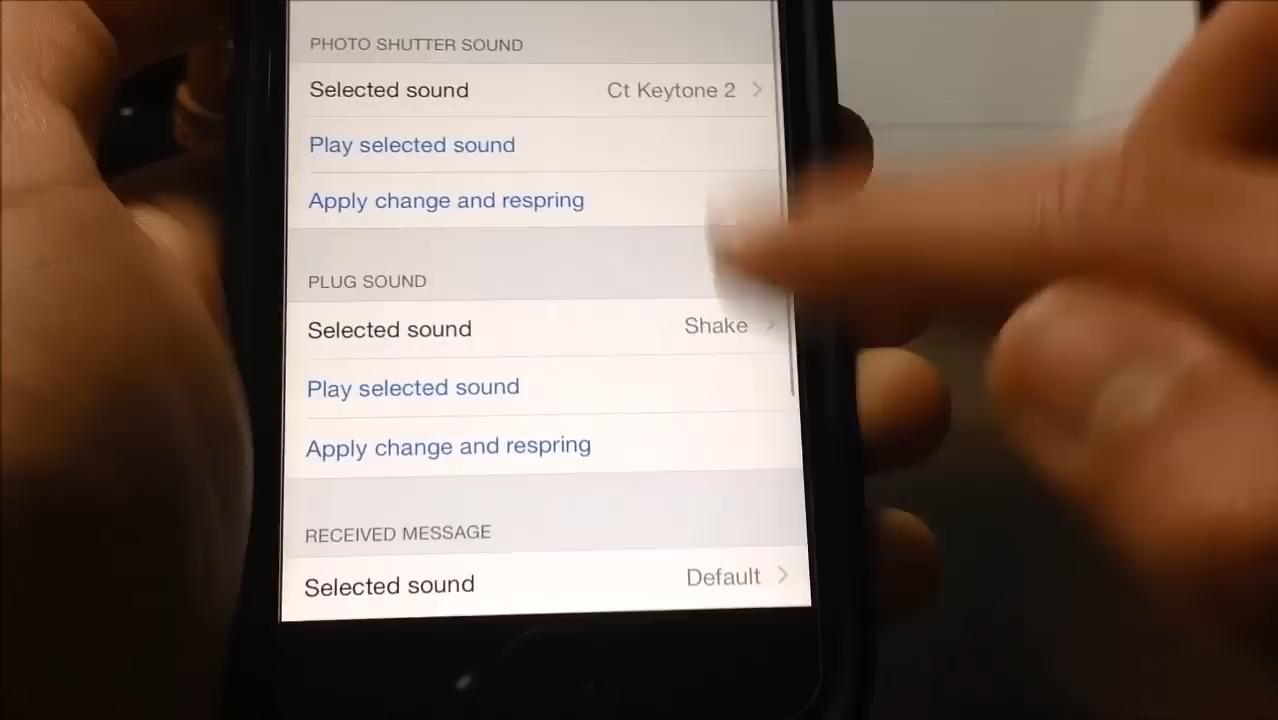 PHOTO SHUTTER SOUND
Selected sound Ct Keytone 2
Play selected sound
Apply change and respring
PLUG SOUND
Selected sound Shake
Play selected sound
Apply change and respring
RECEIVED MESSAGE
Selected sound Default